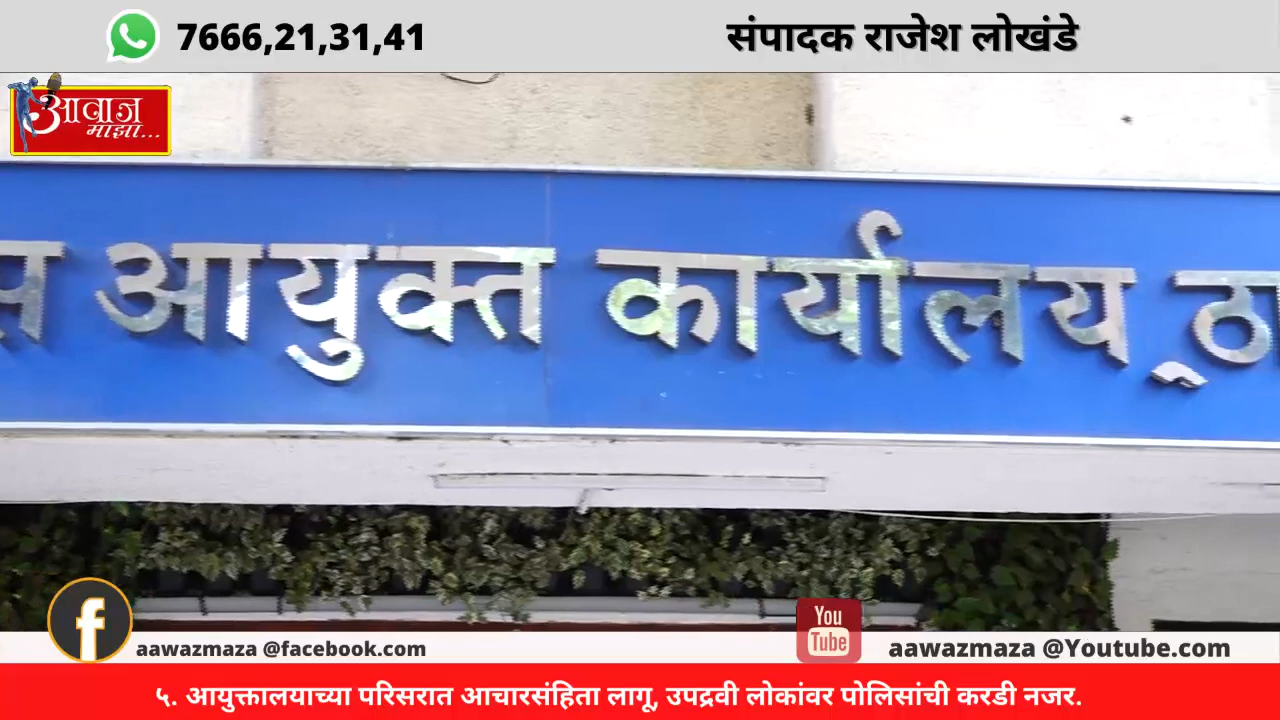 7666,21,31,41
संपादक राजेश लोखंडे
आवाज
माझा...
आयुक्त कार्यालय,
aawazmaza @facebook.com
You
Tube
aawazmaza @Youtube.com
५. आयुक्तालयाच्या परिसरात आचारसंहिता लागू, उपद्रवी लोकांवर पोलिसांची करडी नजर.